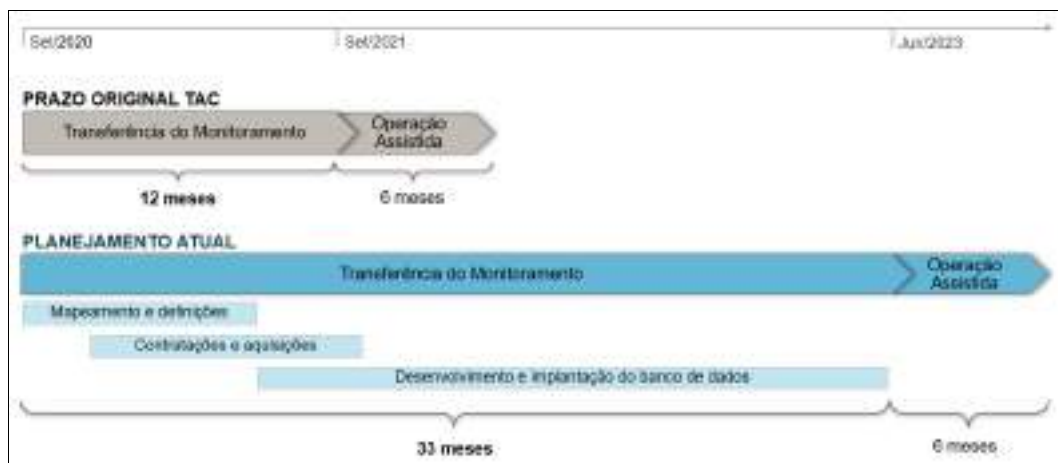 Set/2020 Set/2021 Jun/2023
PRAZO ORIGINAL TAC
Transferência do Monitoramento
Operação
Assistida
12 meses 6 meses
PLANEJAMENTO ATUAL
Transferência do Monitoramento
Operação
Assistida
Mapeamento e definições
Contratações e aquisições
Desenvolvimento e implantação do banco de dados
33 meses 6 meses